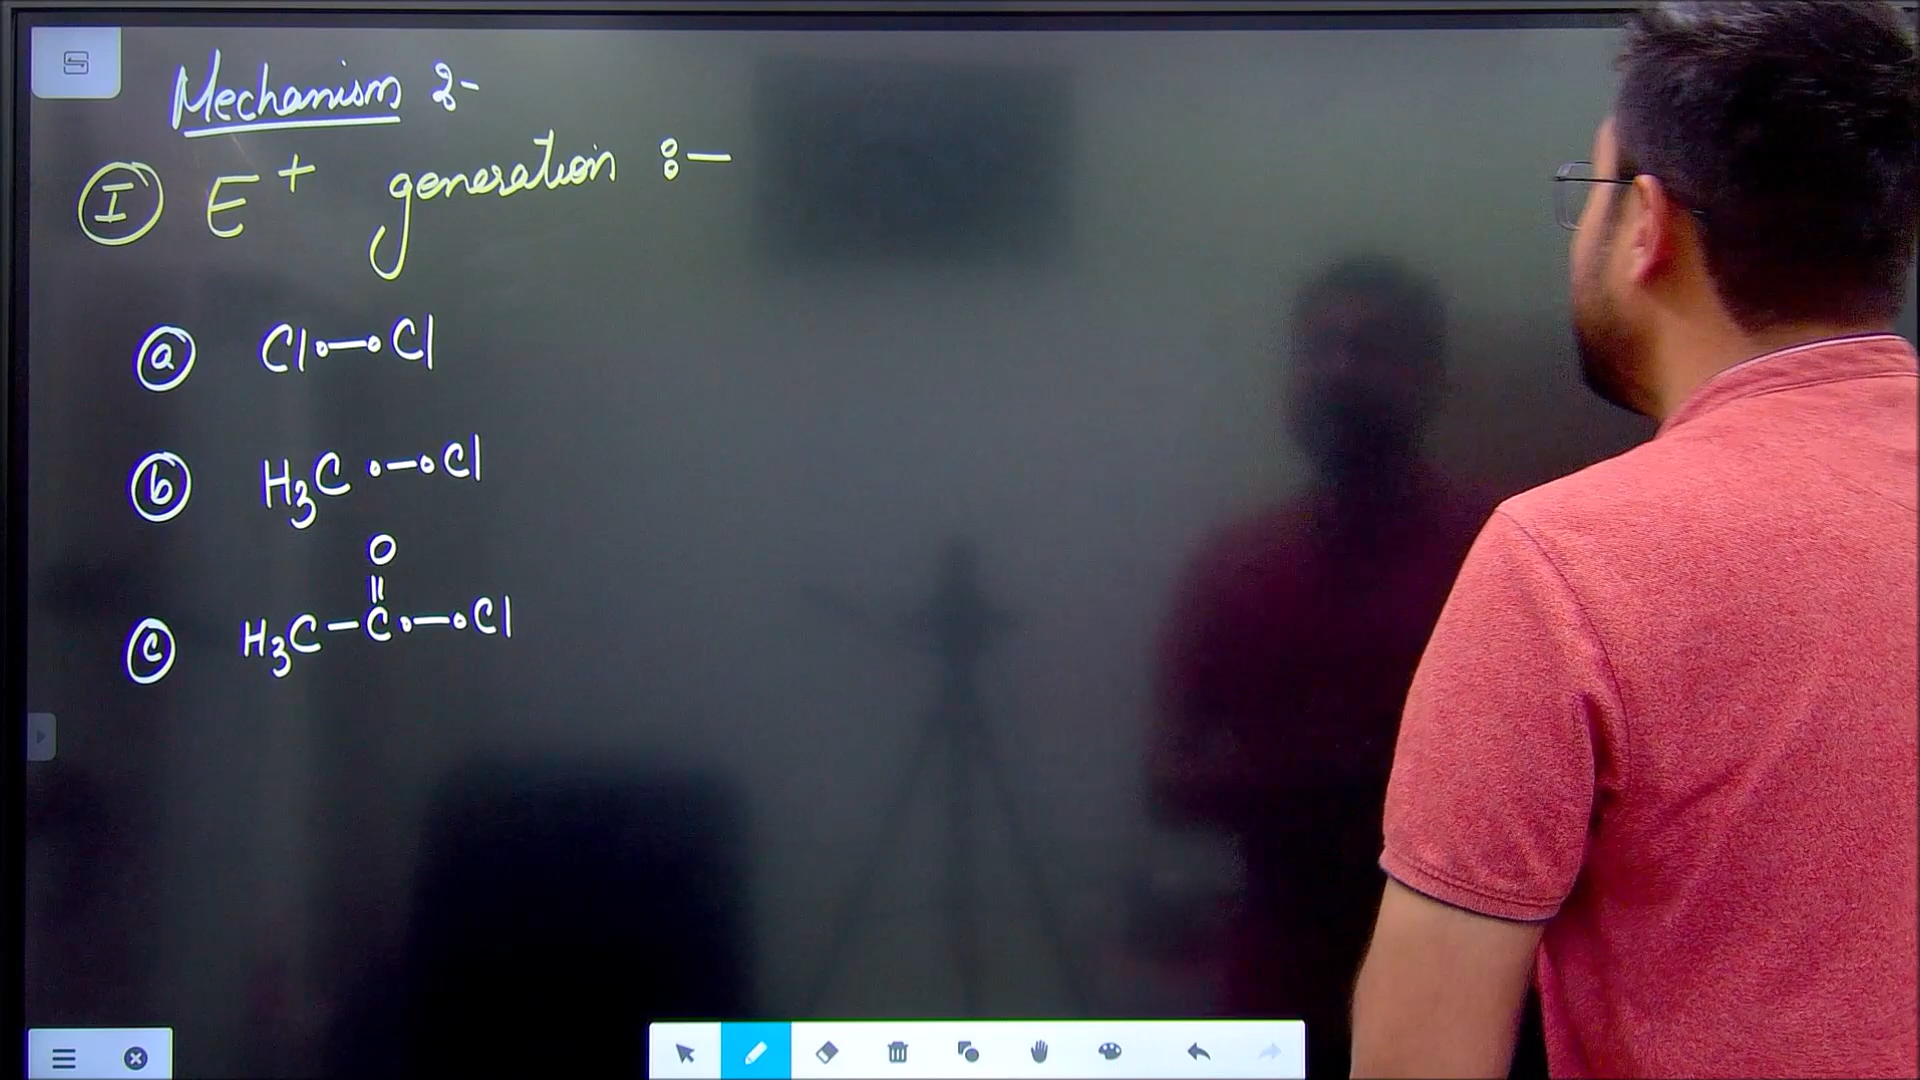 Mechanism :-
I E+ generation :-
a Cl•—•Cl
b H3C•—•Cl
O
||
c H3C—C•—•Cl